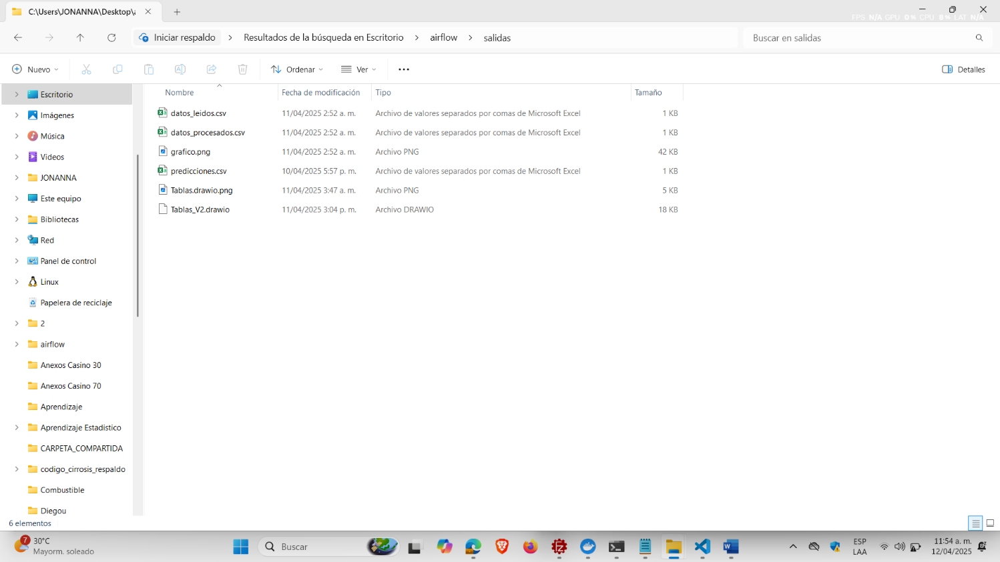 C:\Users\JONANNA\Desktop\a
FPS N/A GPU 0% CPU 8% LAT N/A
Iniciar respaldo > Resultados de la búsqueda en Escritorio > airflow > salidas
Buscar en salidas
Nuevo
Ordenar
Ver
Detalles
Nombre Fecha de modificación Tipo Tamaño
datos_leidos.csv 11/04/2025 2:52 a. m. Archivo de valores separados por comas de Microsoft Excel 1 KB
datos_procesados.csv 11/04/2025 2:52 a. m. Archivo de valores separados por comas de Microsoft Excel 1 KB
grafico.png 11/04/2025 2:52 a. m. Archivo PNG 42 KB
predicciones.csv 10/04/2025 5:57 p. m. Archivo de valores separados por comas de Microsoft Excel 1 KB
Tablas.drawio.png 11/04/2025 3:47 a. m. Archivo PNG 5 KB
Tablas_V2.drawio 11/04/2025 3:04 p. m. Archivo DRAWIO 18 KB
Escritorio
Imágenes
Música
Videos
JONANNA
Este equipo
Bibliotecas
Red
Panel de control
Linux
Papelera de reciclaje
2
airflow
Anexos Casino 30
Anexos Casino 70
Aprendizaje
Aprendizaje Estadistico
CARPETA_COMPARTIDA
codigo_cirrosis_respaldo
Combustible
Diegou
6 elementos
7
30°C
Mayorm. soleado
Buscar
ESP
LAA
11:54 a. m.
12/04/2025